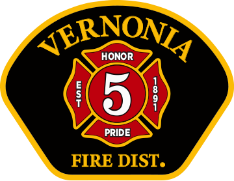 VERNONIA
HONOR
EST
5
1891
PRIDE
FIRE DIST.